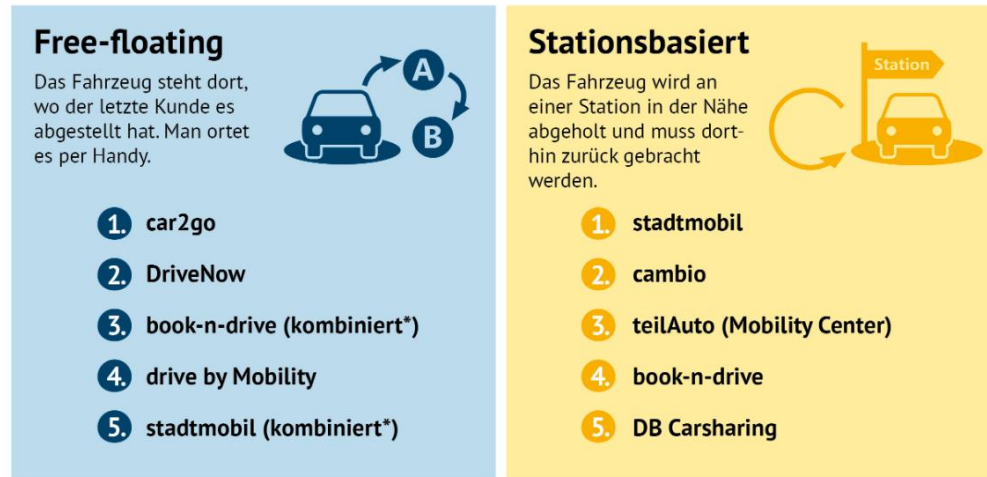 Free-floating
Das Fahrzeug steht dort,
wo der letzte Kunde es
abgestellt hat. Man ortet
es per Handy.
A
B
1. car2go
2. DriveNow
3. book-n-drive (kombiniert*)
4. drive by Mobility
5. stadtmobil (kombiniert*)
Stationsbasiert
Das Fahrzeug wird an
einer Station in der Nähe
abgeholt und muss dort-
hin zurück gebracht
werden.
Station
1. stadtmobil
2. cambio
3. teilAuto (Mobility Center)
4. book-n-drive
5. DB Carsharing